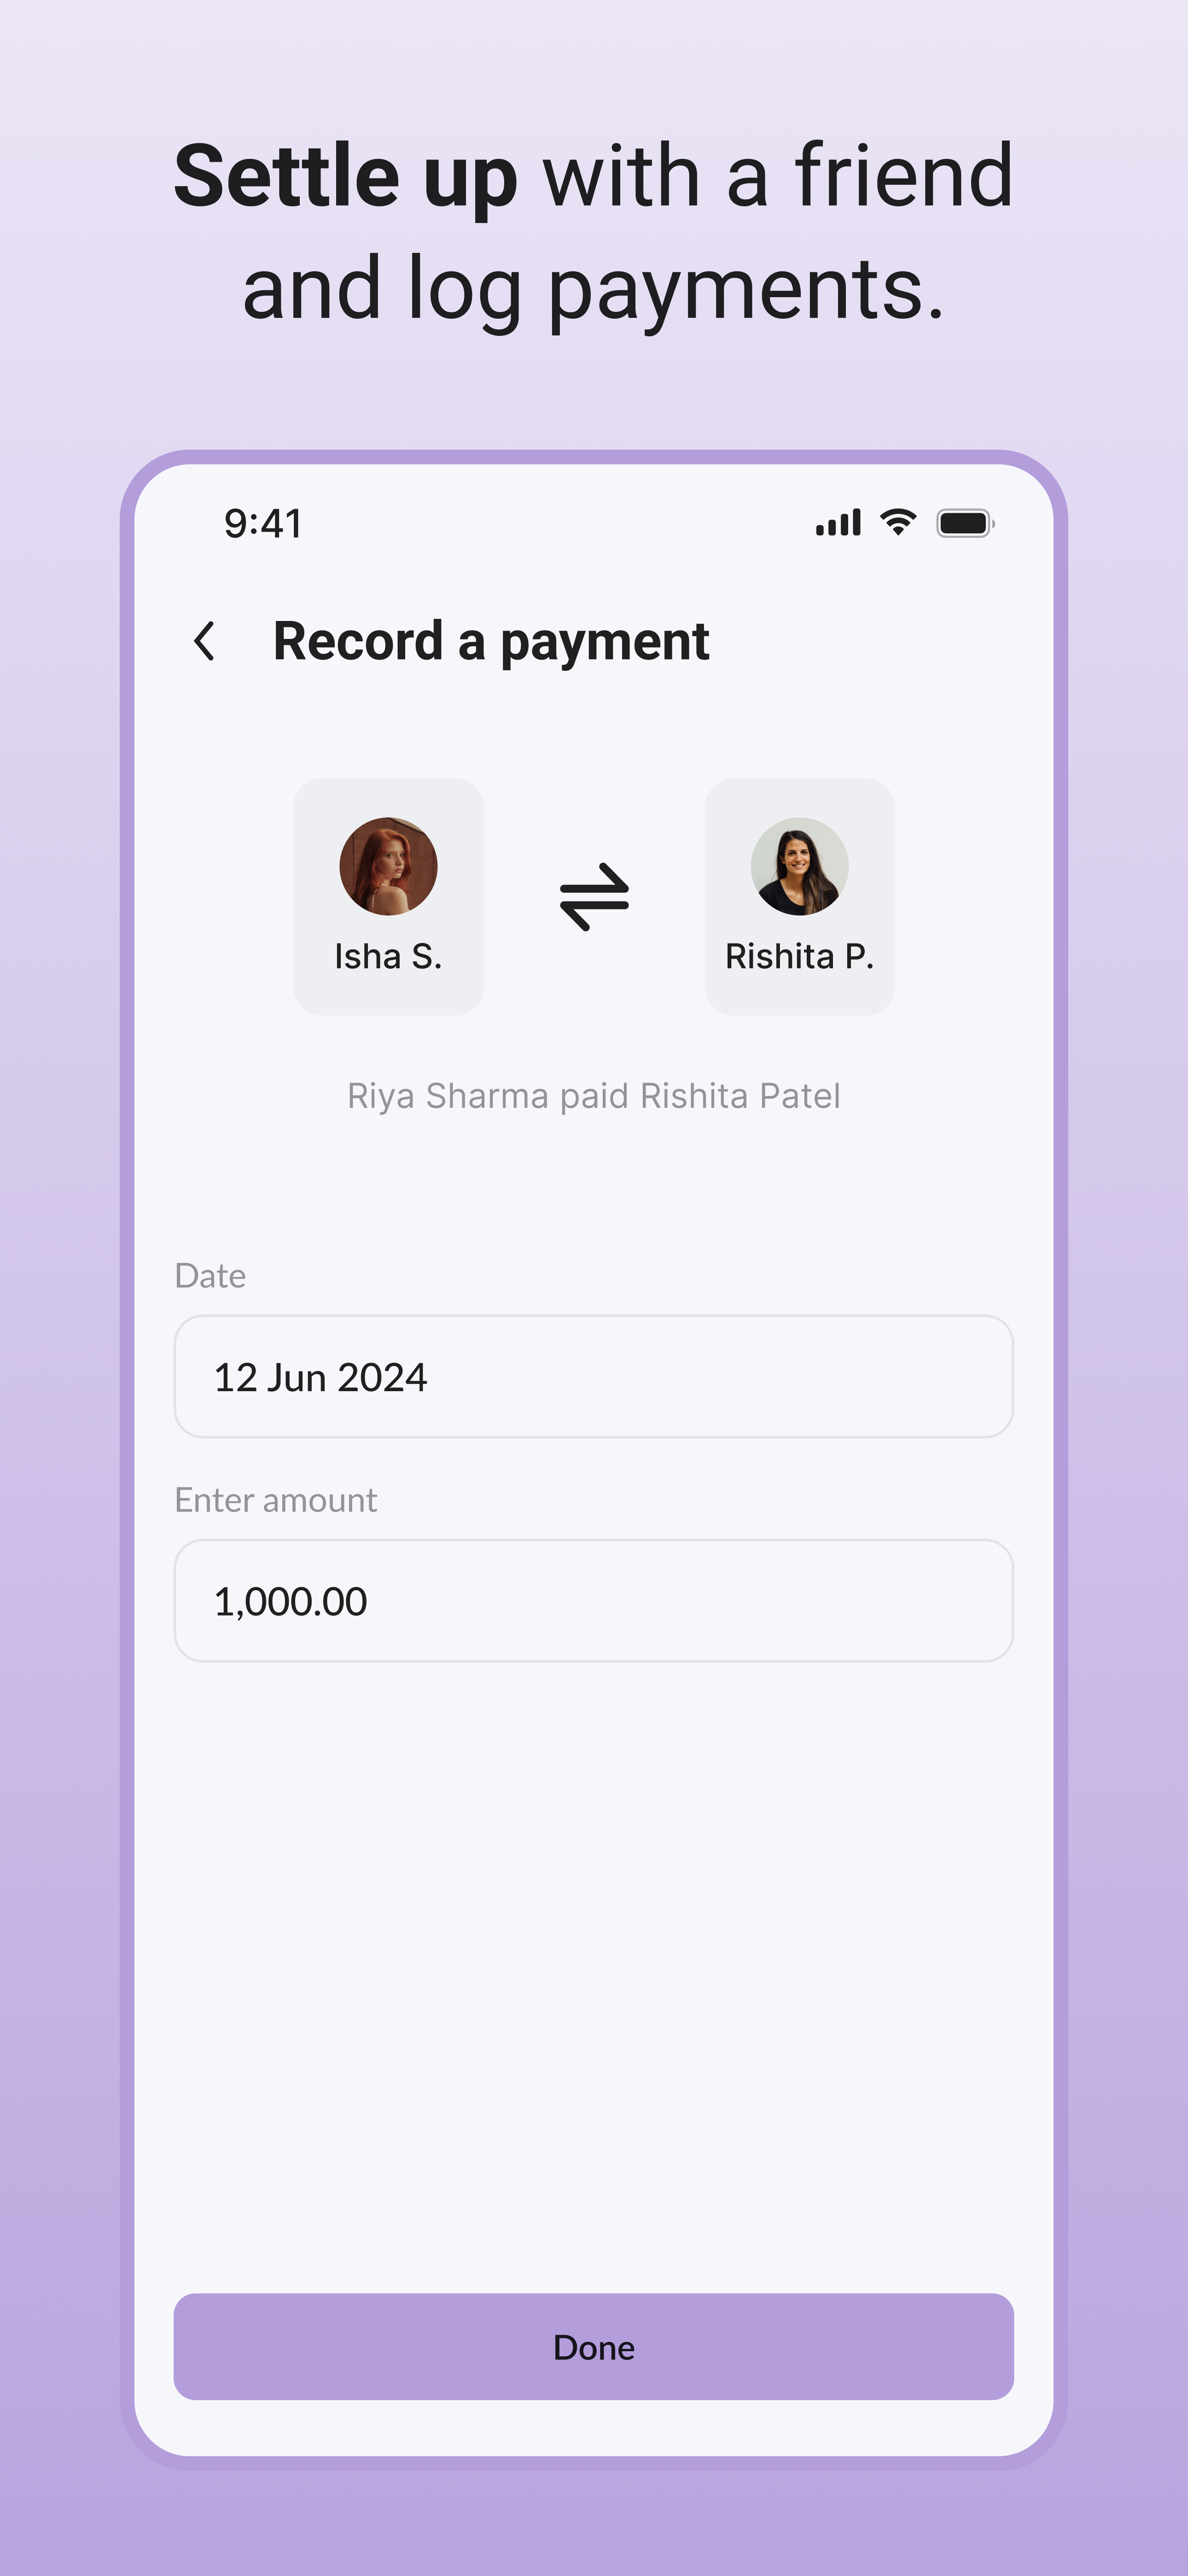 Settle up with a friend
and log payments.
9:41
Record a payment
Isha S.
Rishita P.
Riya Sharma paid Rishita Patel
Date
12 Jun 2024
Enter amount
1,000.00
Done